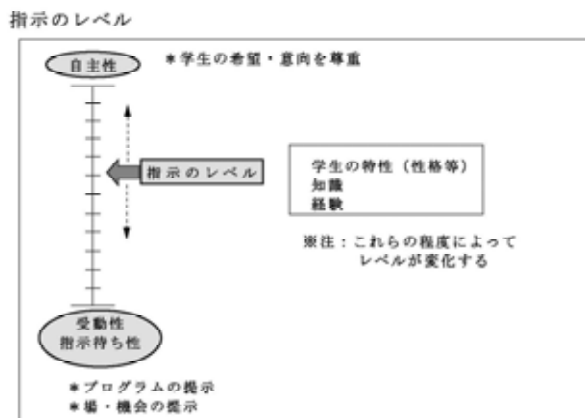 指示のレベル
自主性
＊学生の希望・意向を尊重
指示のレベル
学生の特性（性格等）
知識
経験
※注：これらの程度によって
レベルが変化する
受動性
指示待ち性
＊プログラムの提示
＊場・機会の提示